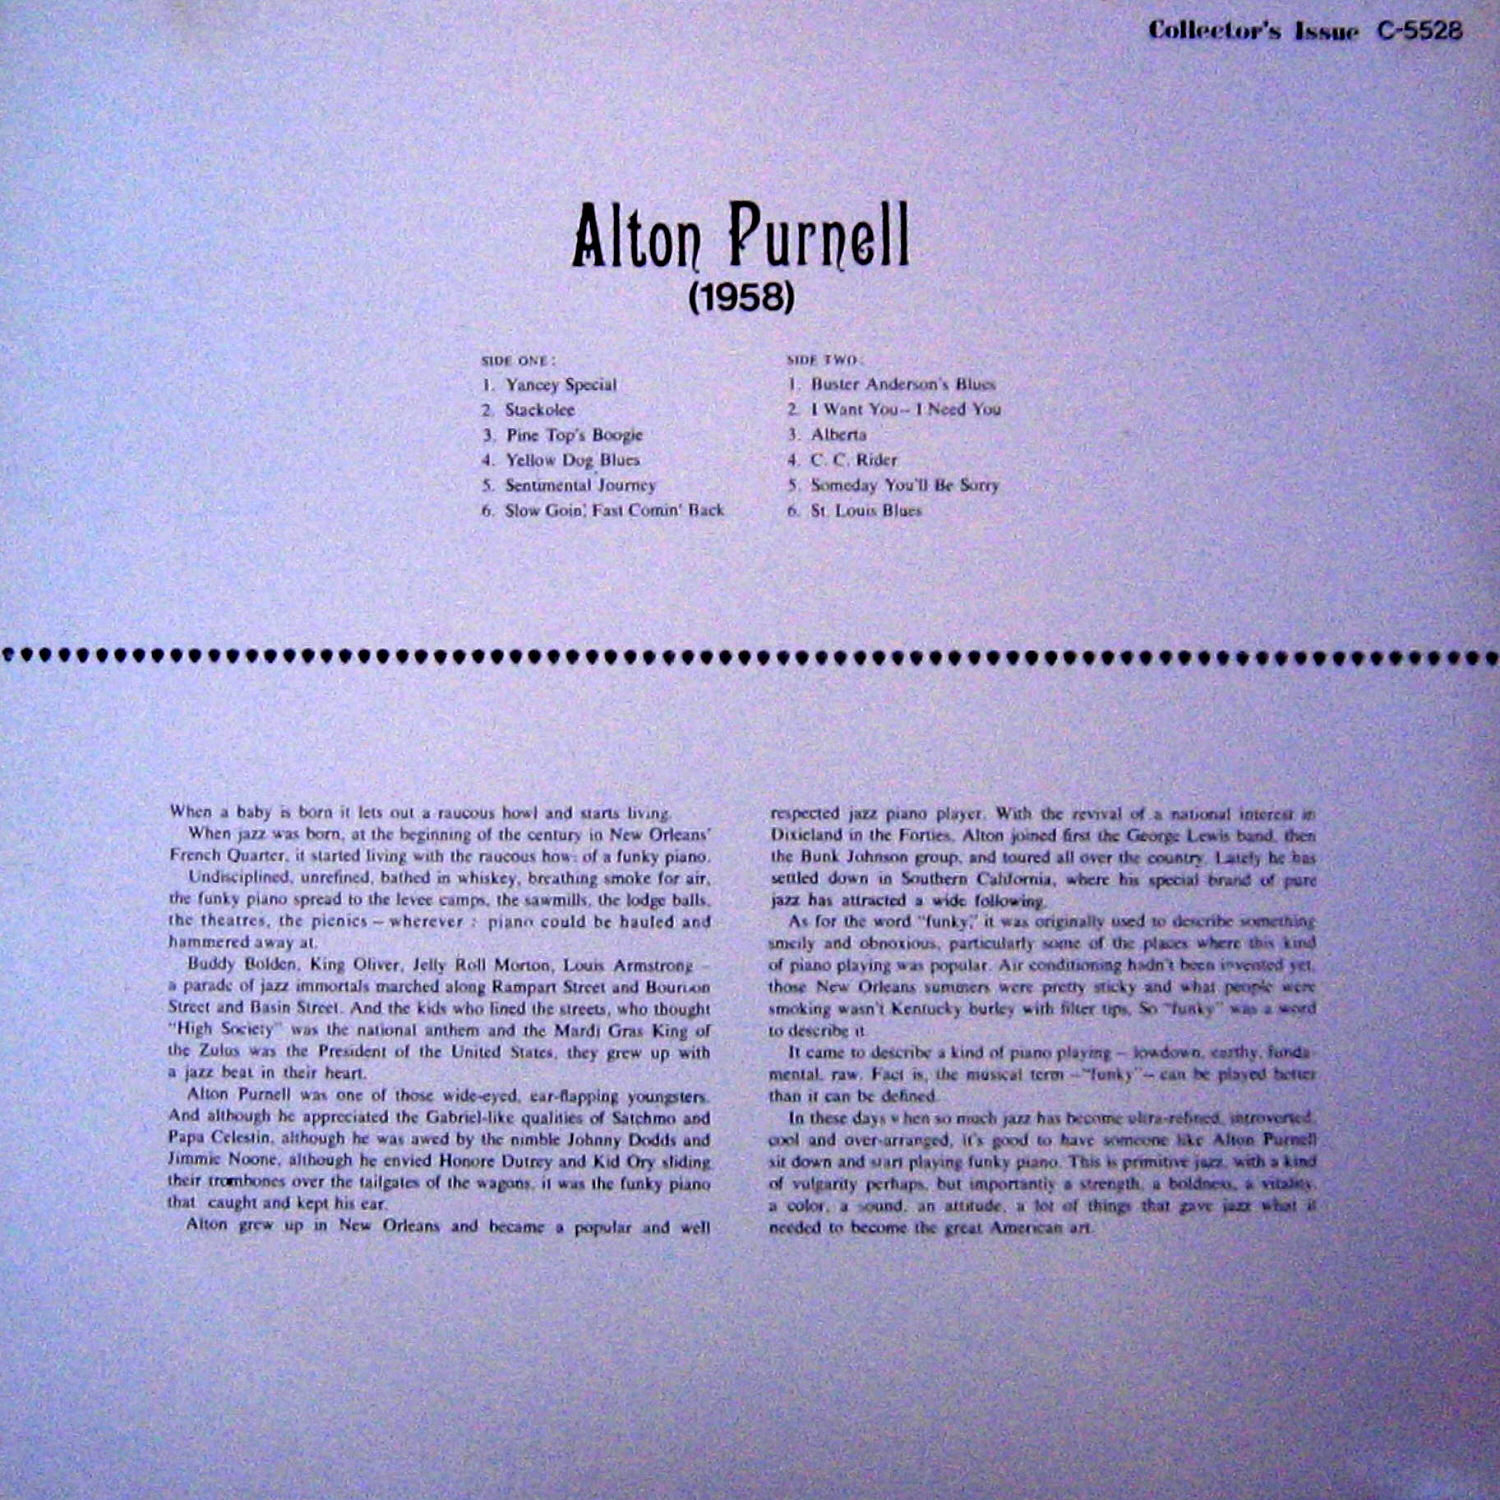 Collector's Issue C-5528
Alton Purnell
(1958)
SIDE ONE:
1. Yancey Special
2. Stackolee
3. Pine Top's Boogie
4. Yellow Dog Blues
5. Sentimental Journey
6. Slow Goin', Fast Comin' Back
SIDE TWO:
1. Buster Anderson's Blues
2. I Want You – I Need You
3. Alberta
4. C. C. Rider
5. Someday You'll Be Sorry
6. St. Louis Blues
When a baby is born it lets out a raucous howl and starts living.
When jazz was born, at the beginning of the century in New Orleans'
French Quarter, it started living with the raucous howl of a funky piano.
Undisciplined, unrefined, bathed in whiskey, breathing smoke for air,
the funky piano spread to the levee camps, the sawmills, the lodge balls,
the theatres, the picnics – wherever a piano could be hauled and
hammered away at.
Buddy Bolden, King Oliver, Jelly Roll Morton, Louis Armstrong –
a parade of jazz immortals marched along Rampart Street and Bourbon
Street and Basin Street. And the kids who lined the streets, who thought
"High Society" was the national anthem and the Mardi Gras King of
the Zulus was the President of the United States, they grew up with
a jazz beat in their heart.
Alton Purnell was one of those wide-eyed, ear-flapping youngsters.
And although he appreciated the Gabriel-like qualities of Satchmo and
Papa Celestin, although he was awed by the nimble Johnny Dodds and
Jimmie Noone, although he envied Honore Dutrey and Kid Ory sliding
their trombones over the tailgates of the wagons, it was the funky piano
that caught and kept his ear.
Alton grew up in New Orleans and became a popular and well
respected jazz piano player. With the revival of a national interest in
Dixieland in the Forties, Alton joined first the George Lewis band, then
the Bunk Johnson group, and toured all over the country. Lately he has
settled down in Southern California, where his special brand of pure
jazz has attracted a wide following.
As for the word "funky," it was originally used to describe something
smelly and obnoxious, particularly some of the places where this kind
of piano playing was popular. Air conditioning hadn't been invented yet,
those New Orleans summers were pretty sticky and what people were
smoking wasn't Kentucky burley with filter tips. So "funky" was a word
to describe it.
It came to describe a kind of piano playing – lowdown, earthy, funda-
mental, raw. Fact is, the musical term – "funky" – can be played better
than it can be defined.
In these days when so much jazz has become ultra-refined, introverted,
cool and over-arranged, it's good to have someone like Alton Purnell
sit down and start playing funky piano. This is primitive jazz, with a kind
of vulgarity perhaps, but importantly a strength, a boldness, a vitality,
a color, a sound, an attitude, a lot of things that gave jazz what it
needed to become the great American art.